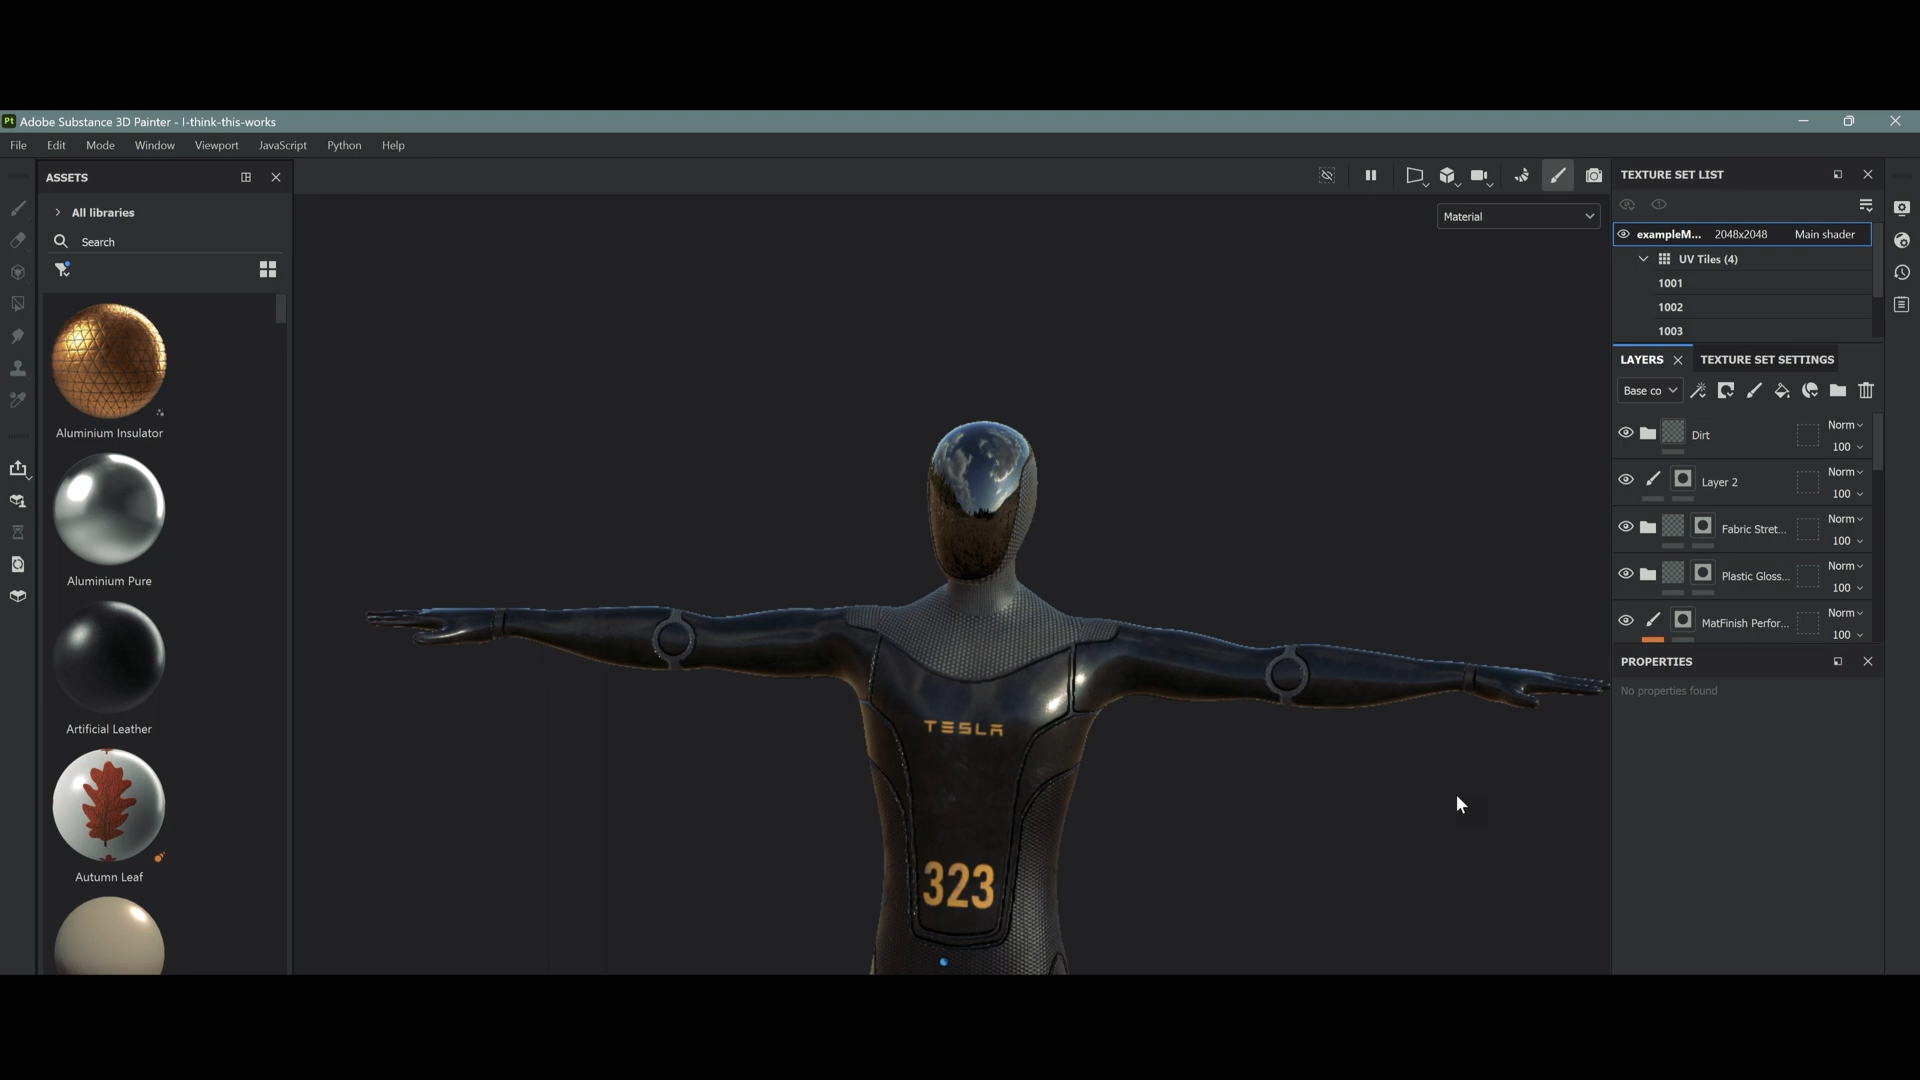 Pt Adobe Substance 3D Painter - I-think-this-works
File Edit Mode Window Viewport JavaScript Python Help
ASSETS
All libraries
Search
Aluminium Insulator
Aluminium Pure
Artificial Leather
Autumn Leaf
Material
TESLA
323
TEXTURE SET LIST
exampleM... 2048x2048 Main shader
UV Tiles (4)
1001
1002
1003
LAYERS TEXTURE SET SETTINGS
Base co
Dirt Norm 100
Layer 2 Norm 100
Fabric Stret... Norm 100
Plastic Gloss... Norm 100
MatFinish Perfor... Norm 100
PROPERTIES
No properties found